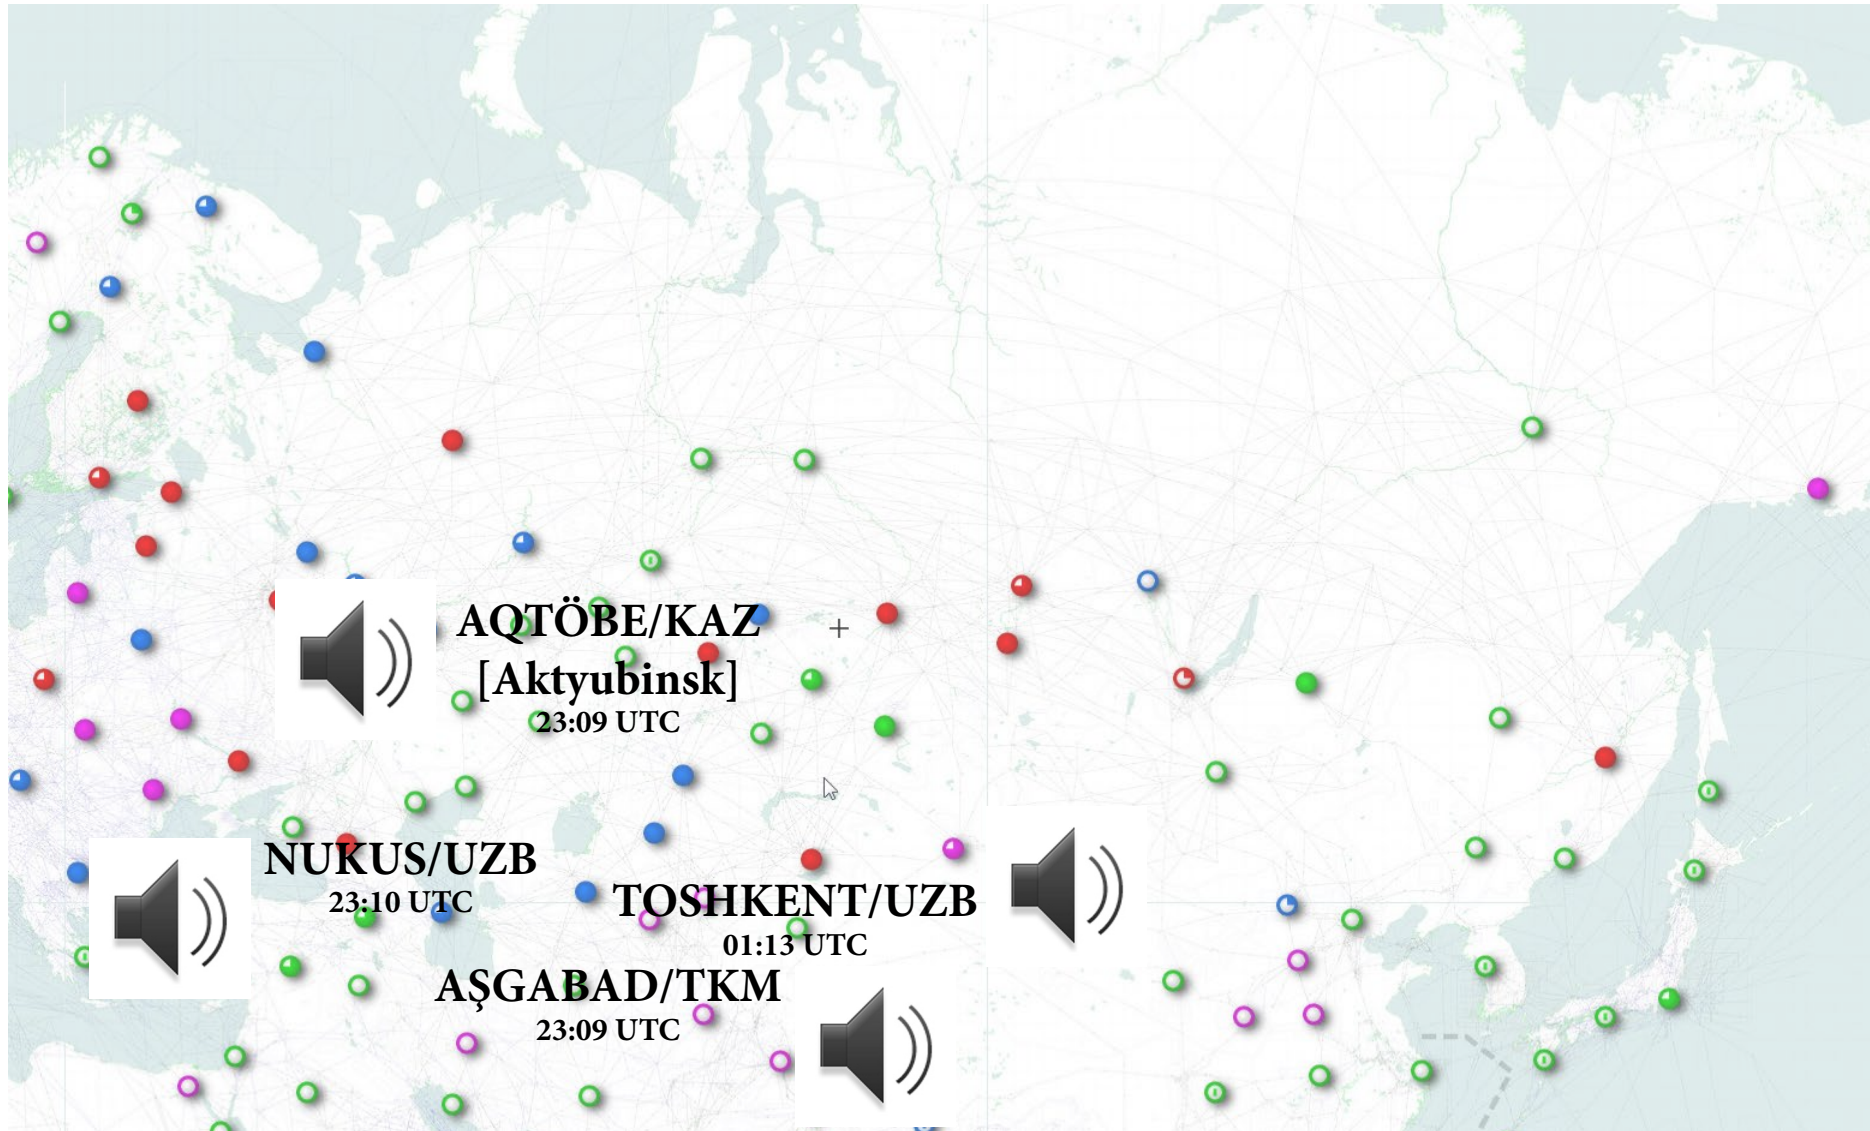 AQTÖBE/KAZ
[Aktyubinsk]
23:09 UTC
NUKUS/UZB
23:10 UTC
TOSHKENT/UZB
01:13 UTC
AŞGABAD/TKM
23:09 UTC